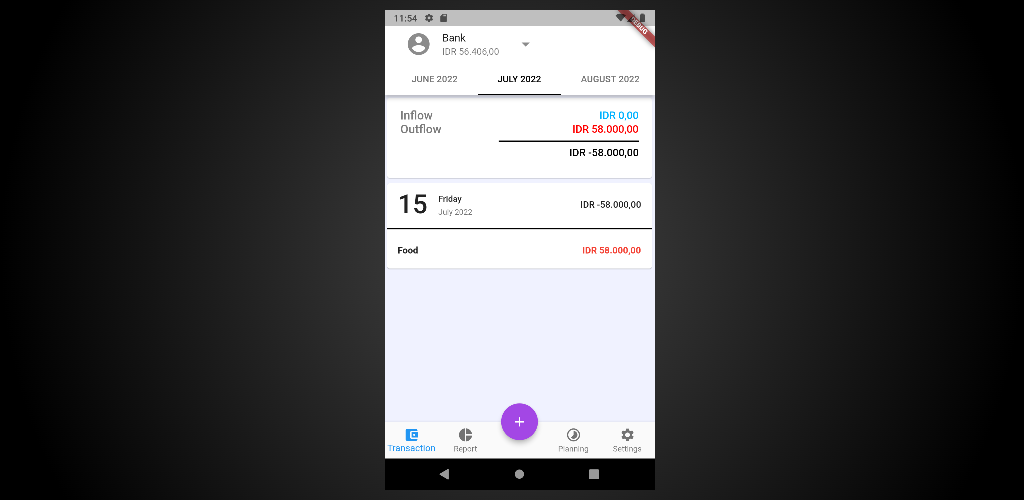 11:54
DEBUG
Bank
IDR 56.406,00
JUNE 2022 JULY 2022 AUGUST 2022
Inflow IDR 0,00
Outflow IDR 58.000,00
IDR -58.000,00
15 Friday IDR -58.000,00
July 2022
Food IDR 58.000,00
+
Transaction Report Planning Settings